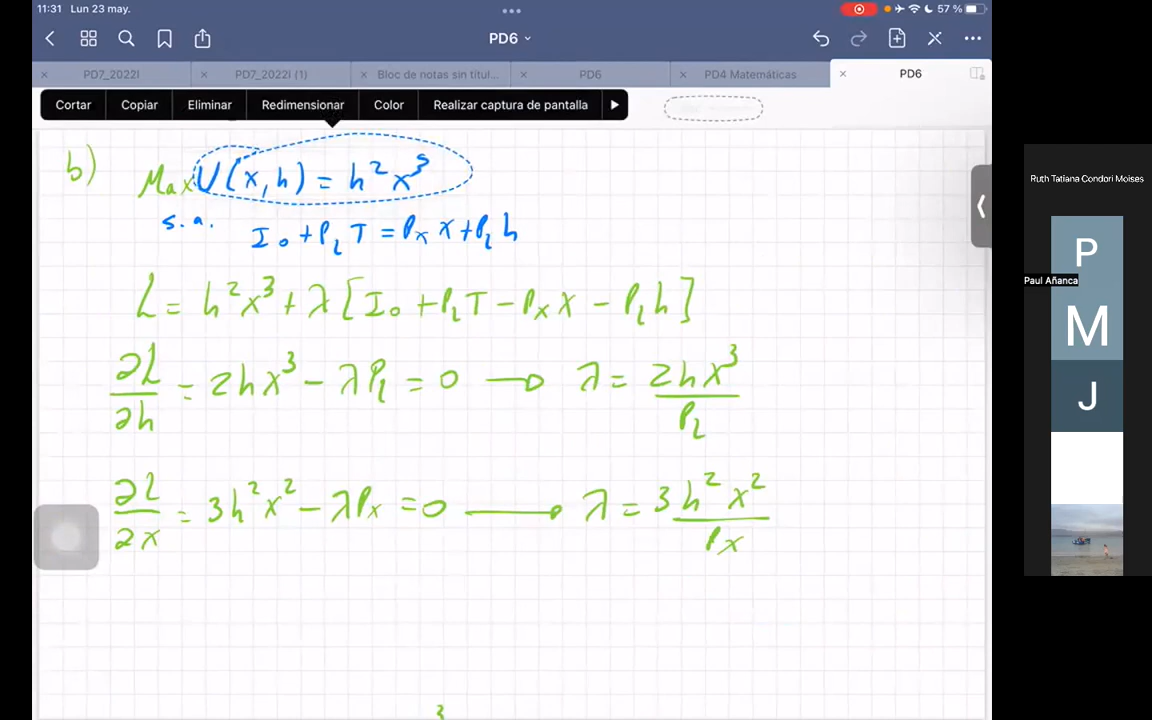 11:31 Lun 23 may.
57 %
PD6
PD7_2022I
PD7_2022I (1)
Bloc de notas sin títul...
PD6
PD4 Matemáticas
PD6
Cortar
Copiar
Eliminar
Redimensionar
Color
Realizar captura de pantalla
b) Max U(x,h) = h²x³
s.a. I₀ + P_L T = P_x x + P_L h
L = h²x³ + λ[I₀ + P_L T − P_x x − P_L h]
∂L/∂h = 2hx³ − λP_L = 0 → λ = 2hx³/P_L
∂L/∂x = 3h²x² − λP_x = 0 → λ = 3h²x²/P_x
3
Ruth Tatiana Condori Moises
P
Paul Añanca
M
J